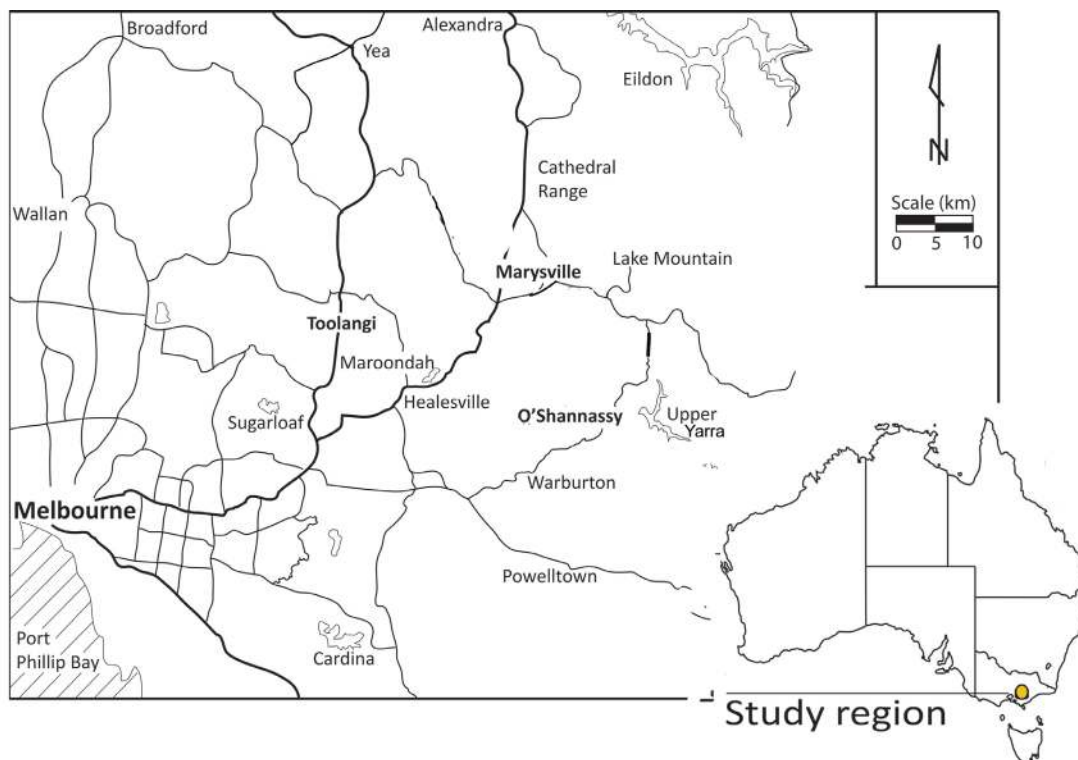 Broadford
Yea
Alexandra
Eildon
N
Cathedral
Range
Scale (km)
0 5 10
Wallan
Lake Mountain
Marysville
Toolangi
Maroondah
Healesville
Sugarloaf
O'Shannassy
Upper
Yarra
Warburton
Melbourne
Powelltown
Port
Phillip Bay
Cardina
Study region